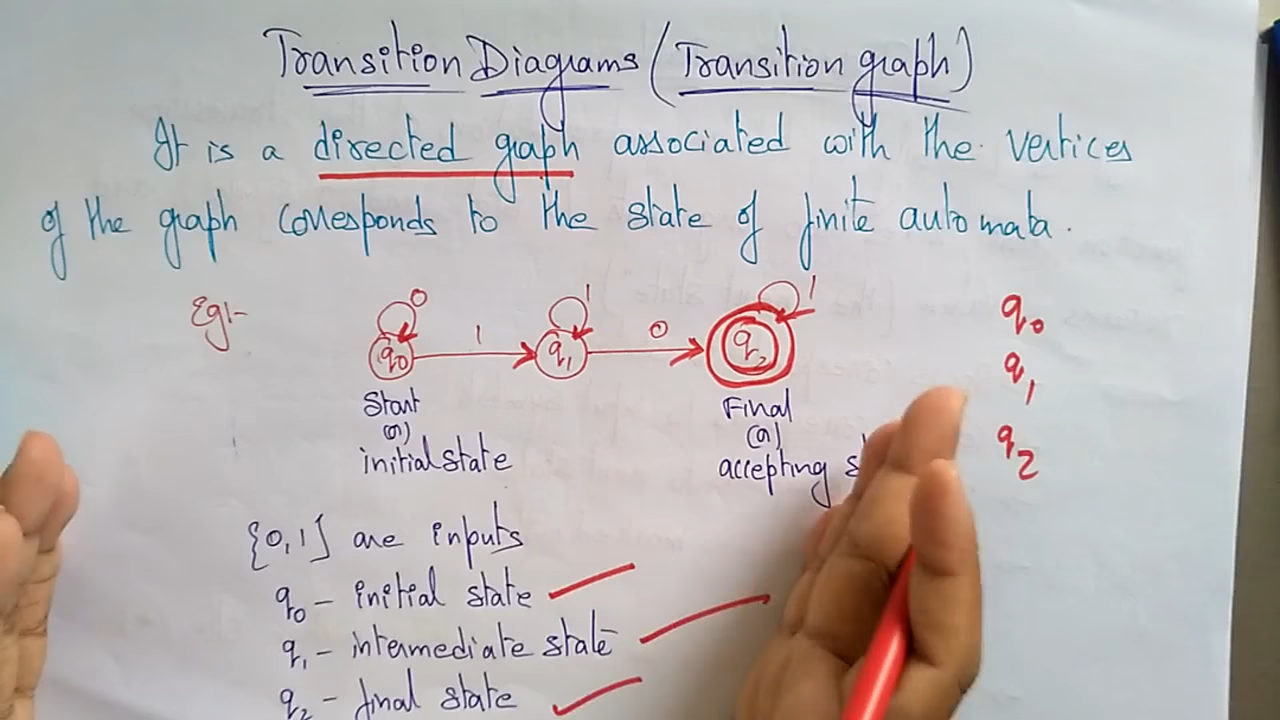 Transition Diagrams (Transition graph)
It is a directed graph associated with the vertices
of the graph corresponds to the state of finite automata.
Eg:-
0 1 1 0 1
q0 q1 q2
q0
q1
q2
Start
(or)
initial state
Final
(or)
accepting s
{0,1} are inputs
q0 - initial state
q1 - intermediate state
q2 - final state